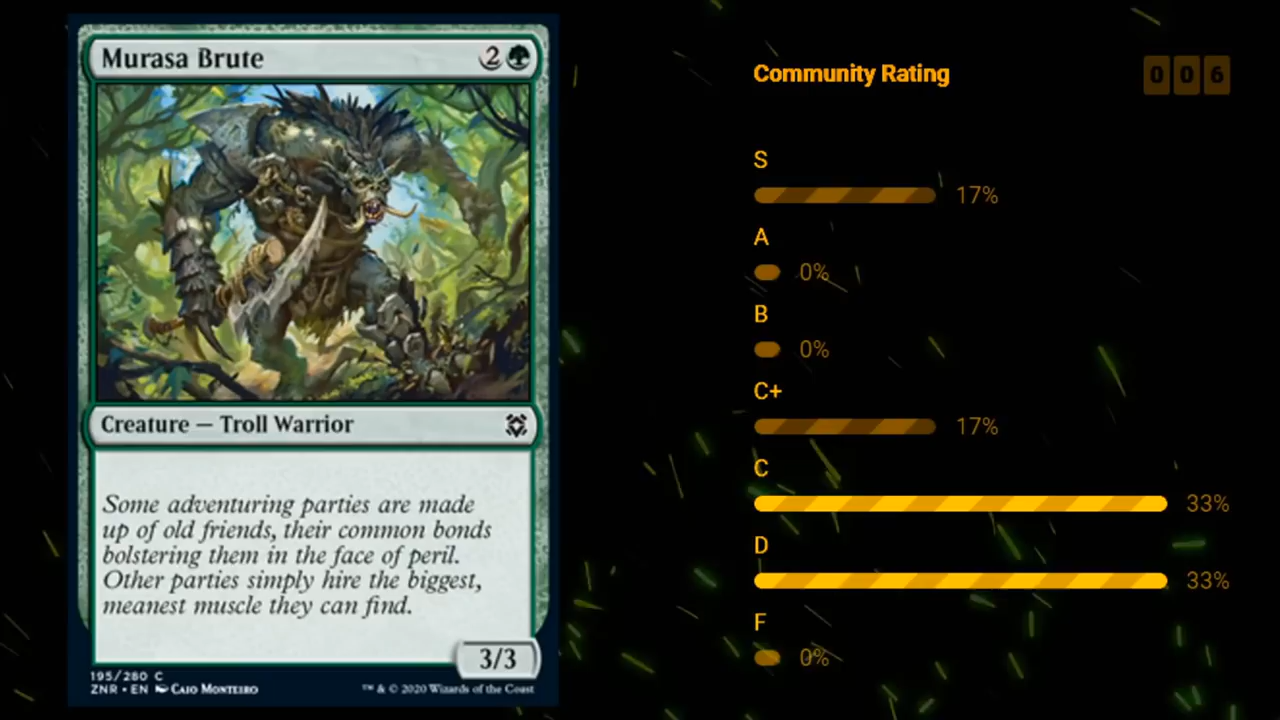 Murasa Brute 2
Creature — Troll Warrior
Some adventuring parties are made
up of old friends, their common bonds
bolstering them in the face of peril.
Other parties simply hire the biggest,
meanest muscle they can find.
3/3
195/280 C
ZNR • EN Caio Monteiro
™ & © 2020 Wizards of the Coast
Community Rating
006
S
17%
A
0%
B
0%
C+
17%
C
33%
D
33%
F
0%